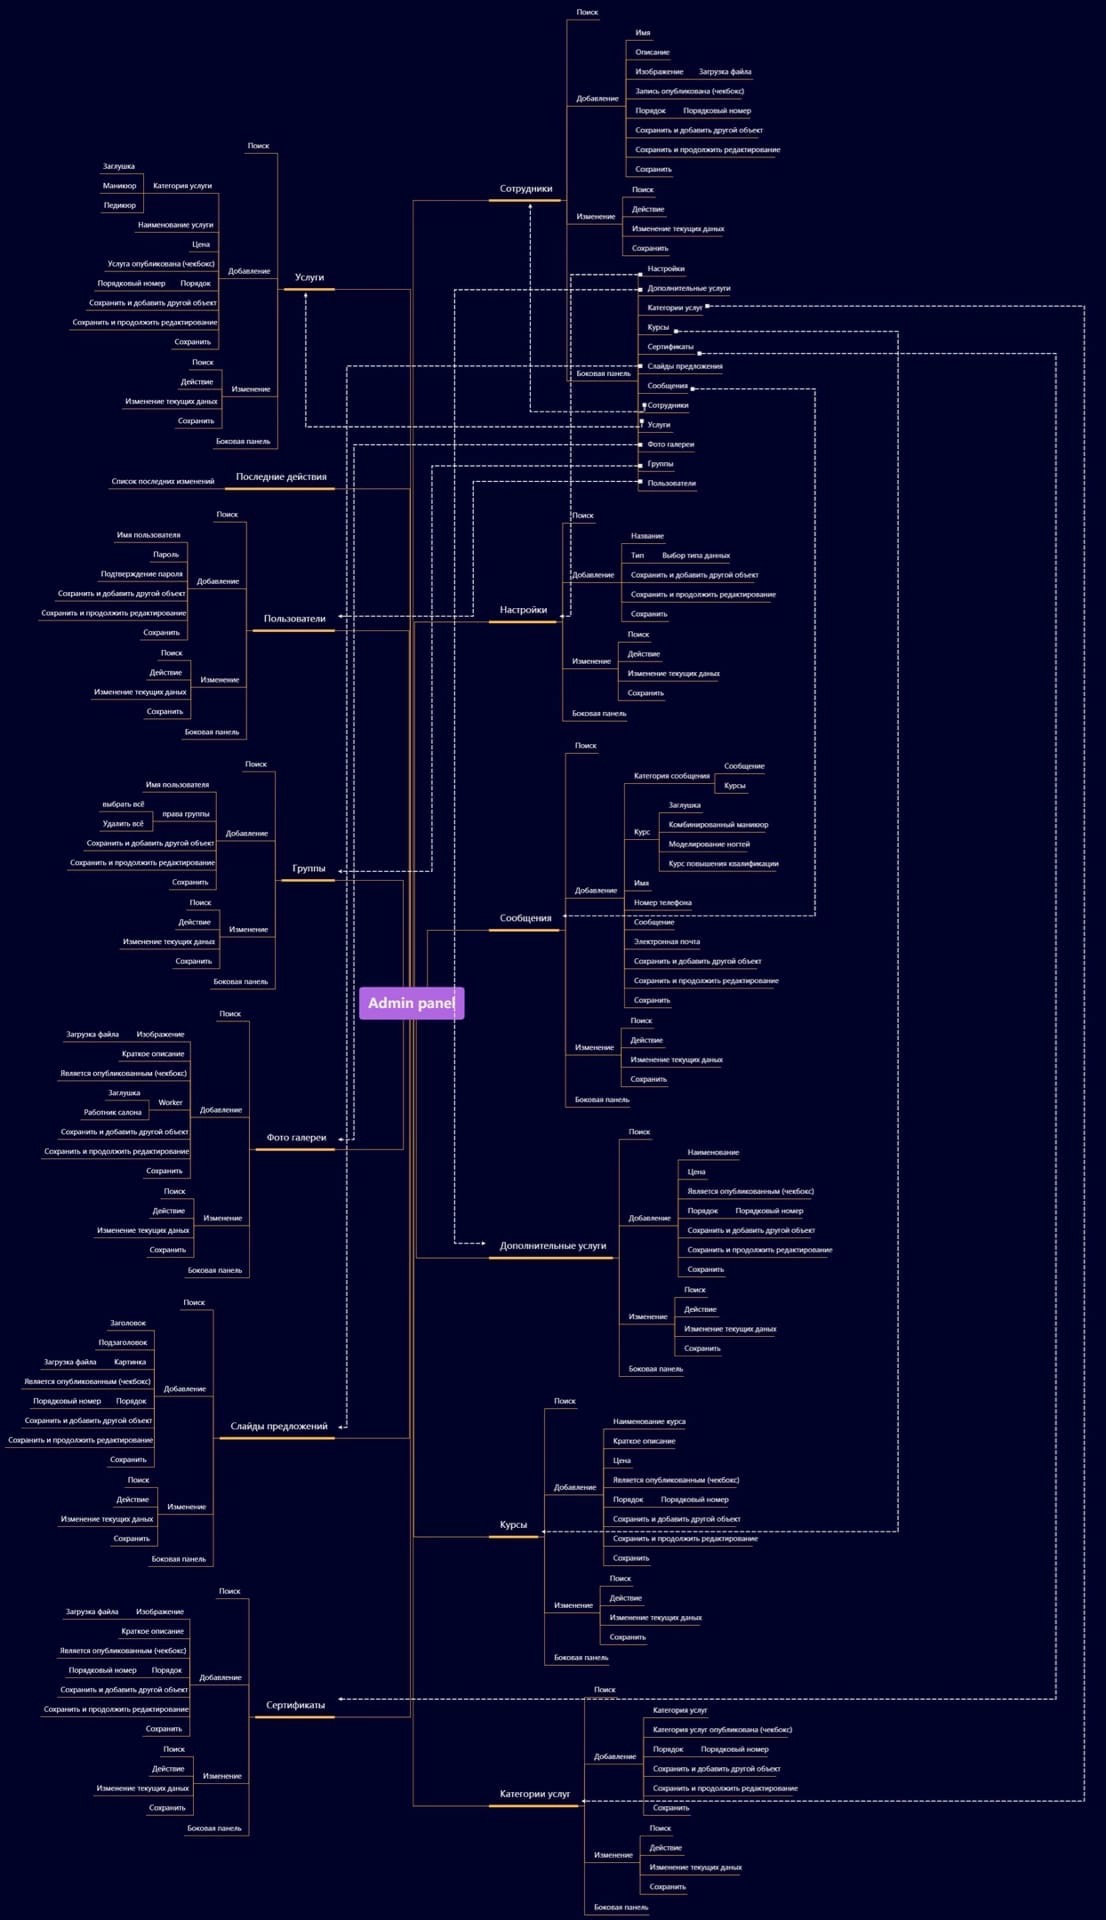 Admin panel
Сотрудники
Поиск
Добавление
Имя
Описание
Изображение Загрузка файла
Запись опубликована (чекбокс)
Порядок Порядковый номер
Сохранить и добавить другой объект
Сохранить и продолжить редактирование
Сохранить
Изменение
Поиск
Действие
Изменение текущих даных
Сохранить
Боковая панель
Настройки
Дополнительные услуги
Категории услуг
Курсы
Сертификаты
Слайды предложения
Сообщения
Сотрудники
Услуги
Фото галереи
Группы
Пользователи
Настройки
Поиск
Добавление
Название
Тип Выбор типа данных
Сохранить и добавить другой объект
Сохранить и продолжить редактирование
Сохранить
Изменение
Поиск
Действие
Изменение текущих даных
Сохранить
Боковая панель
Сообщения
Поиск
Добавление
Категория сообщения
Сообщение
Курсы
Курс
Заглушка
Комбинированный маникюр
Моделирование ногтей
Курс повышения квалификации
Имя
Номер телефона
Сообщение
Электронная почта
Сохранить и добавить другой объект
Сохранить и продолжить редактирование
Сохранить
Изменение
Поиск
Действие
Изменение текущих даных
Сохранить
Боковая панель
Дополнительные услуги
Поиск
Добавление
Наименование
Цена
Является опубликованным (чекбокс)
Порядок Порядковый номер
Сохранить и добавить другой объект
Сохранить и продолжить редактирование
Сохранить
Изменение
Поиск
Действие
Изменение текущих даных
Сохранить
Боковая панель
Курсы
Поиск
Добавление
Наименование курса
Краткое описание
Цена
Является опубликованным (чекбокс)
Порядок Порядковый номер
Сохранить и добавить другой объект
Сохранить и продолжить редактирование
Сохранить
Изменение
Поиск
Действие
Изменение текущих даных
Сохранить
Боковая панель
Категории услуг
Поиск
Добавление
Категория услуг
Категория услуг опубликована (чекбокс)
Порядок Порядковый номер
Сохранить и добавить другой объект
Сохранить и продолжить редактирование
Сохранить
Изменение
Поиск
Действие
Изменение текущих даных
Сохранить
Боковая панель
Услуги
Поиск
Добавление
Категория услуги
Заглушка
Маникюр
Педикюр
Наименование услуги
Цена
Услуга опубликована (чекбокс)
Порядковый номер Порядок
Сохранить и добавить другой объект
Сохранить и продолжить редактирование
Сохранить
Изменение
Поиск
Действие
Изменение текущих даных
Сохранить
Боковая панель
Последние действия
Список последних изменений
Пользователи
Поиск
Добавление
Имя пользователя
Пароль
Подтверждение пароля
Сохранить и добавить другой объект
Сохранить и продолжить редактирование
Сохранить
Изменение
Поиск
Действие
Изменение текущих даных
Сохранить
Боковая панель
Группы
Поиск
Добавление
Имя пользователя
права группы
выбрать всё
Удалить всё
Сохранить и добавить другой объект
Сохранить и продолжить редактирование
Сохранить
Изменение
Поиск
Действие
Изменение текущих даных
Сохранить
Боковая панель
Фото галереи
Поиск
Добавление
Загрузка файла Изображение
Краткое описание
Является опубликованным (чекбокс)
Worker
Заглушка
Работник салона
Сохранить и добавить другой объект
Сохранить и продолжить редактирование
Сохранить
Изменение
Поиск
Действие
Изменение текущих даных
Сохранить
Боковая панель
Слайды предложений
Поиск
Добавление
Заголовок
Подзаголовок
Загрузка файла Картинка
Является опубликованным (чекбокс)
Порядковый номер Порядок
Сохранить и добавить другой объект
Сохранить и продолжить редактирование
Сохранить
Изменение
Поиск
Действие
Изменение текущих даных
Сохранить
Боковая панель
Сертификаты
Поиск
Добавление
Загрузка файла Изображение
Краткое описание
Является опубликованным (чекбокс)
Порядковый номер Порядок
Сохранить и добавить другой объект
Сохранить и продолжить редактирование
Сохранить
Изменение
Поиск
Действие
Изменение текущих даных
Сохранить
Боковая панель